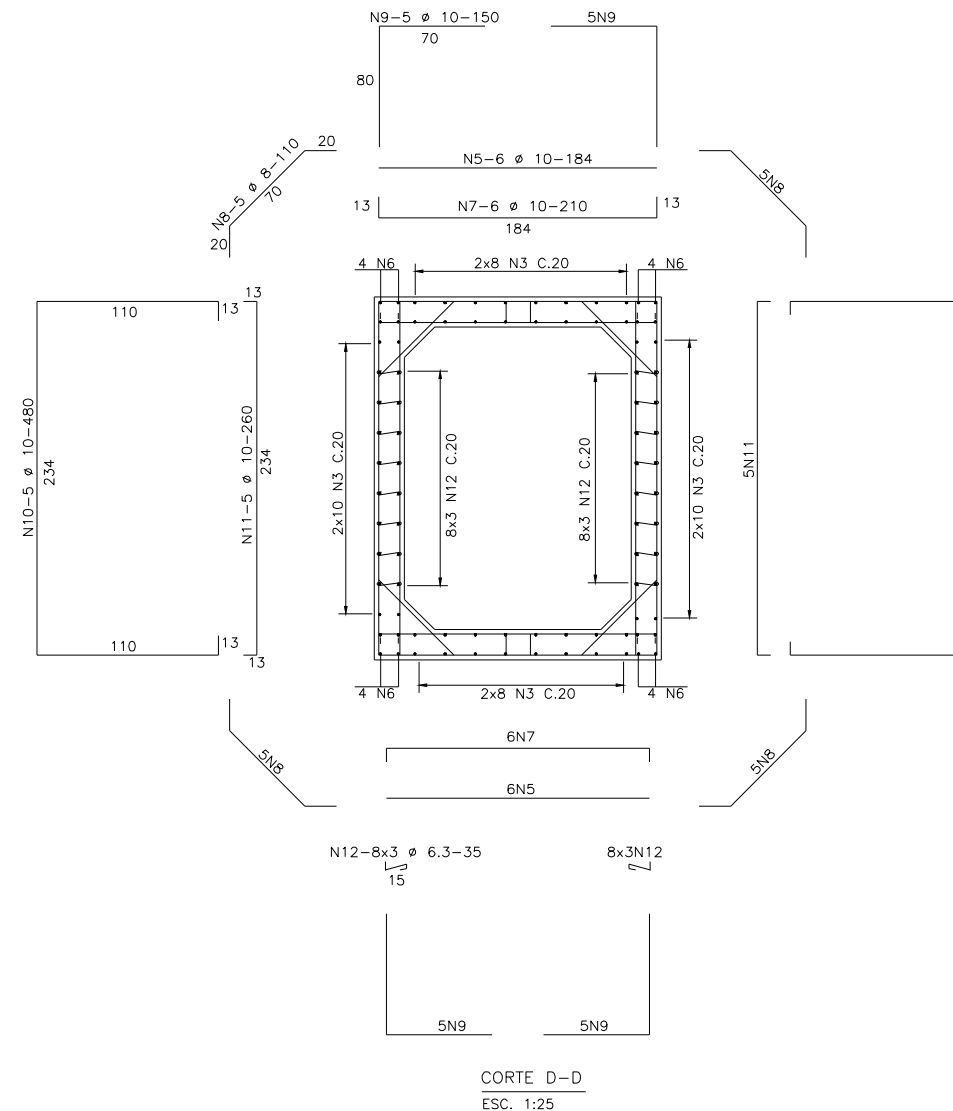 N9-5 ø 10-150
5N9
70
80
20
N8-5 ø 8-110
70
20
N5-6 ø 10-184
5N8
13
N7-6 ø 10-210
13
184
4 N6
2x8 N3 C.20
4 N6
110
13
13
N10-5 ø 10-480
234
N11-5 ø 10-260
234
2x10 N3 C.20
8x3 N12 C.20
8x3 N12 C.20
2x10 N3 C.20
5N11
110
13
13
4 N6
2x8 N3 C.20
4 N6
5N8
6N7
5N8
6N5
N12-8x3 ø 6.3-35
8x3N12
15
5N9
5N9
CORTE D-D
ESC. 1:25